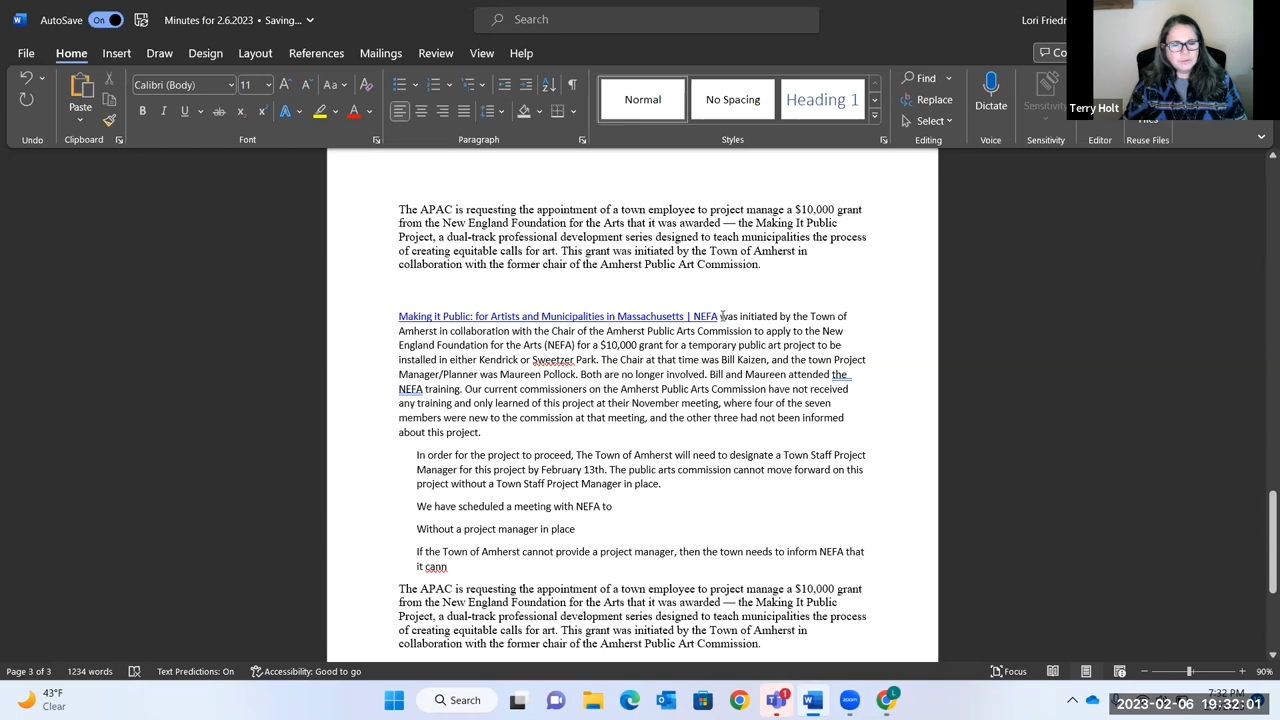 AutoSave On Minutes for 2.6.2023 • Saving... Search Lori Friedr
File Home Insert Draw Design Layout References Mailings Review View Help Co
Terry Holt
Calibri (Body) 11 Normal No Spacing Heading 1 Find
Paste Replace Dictate Sensitivity
Select
Undo Clipboard Font Paragraph Styles Editing Voice Sensitivity Editor Reuse Files
The APAC is requesting the appointment of a town employee to project manage a $10,000 grant
from the New England Foundation for the Arts that it was awarded — the Making It Public
Project, a dual-track professional development series designed to teach municipalities the process
of creating equitable calls for art. This grant was initiated by the Town of Amherst in
collaboration with the former chair of the Amherst Public Art Commission.
Making it Public: for Artists and Municipalities in Massachusetts | NEFA was initiated by the Town of
Amherst in collaboration with the Chair of the Amherst Public Arts Commission to apply to the New
England Foundation for the Arts (NEFA) for a $10,000 grant for a temporary public art project to be
installed in either Kendrick or Sweetzer Park. The Chair at that time was Bill Kaizen, and the town Project
Manager/Planner was Maureen Pollock. Both are no longer involved. Bill and Maureen attended the
NEFA training. Our current commissioners on the Amherst Public Arts Commission have not received
any training and only learned of this project at their November meeting, where four of the seven
members were new to the commission at that meeting, and the other three had not been informed
about this project.
In order for the project to proceed, The Town of Amherst will need to designate a Town Staff Project
Manager for this project by February 13th. The public arts commission cannot move forward on this
project without a Town Staff Project Manager in place.
We have scheduled a meeting with NEFA to
Without a project manager in place
If the Town of Amherst cannot provide a project manager, then the town needs to inform NEFA that
it cann
The APAC is requesting the appointment of a town employee to project manage a $10,000 grant
from the New England Foundation for the Arts that it was awarded — the Making It Public
Project, a dual-track professional development series designed to teach municipalities the process
of creating equitable calls for art. This grant was initiated by the Town of Amherst in
collaboration with the former chair of the Amherst Public Art Commission.
Page 3 of 3 1234 words Text Predictions: On Accessibility: Good to go Focus 90%
43°F Search 7:32 PM
Clear 2023-02-06 19:32:01